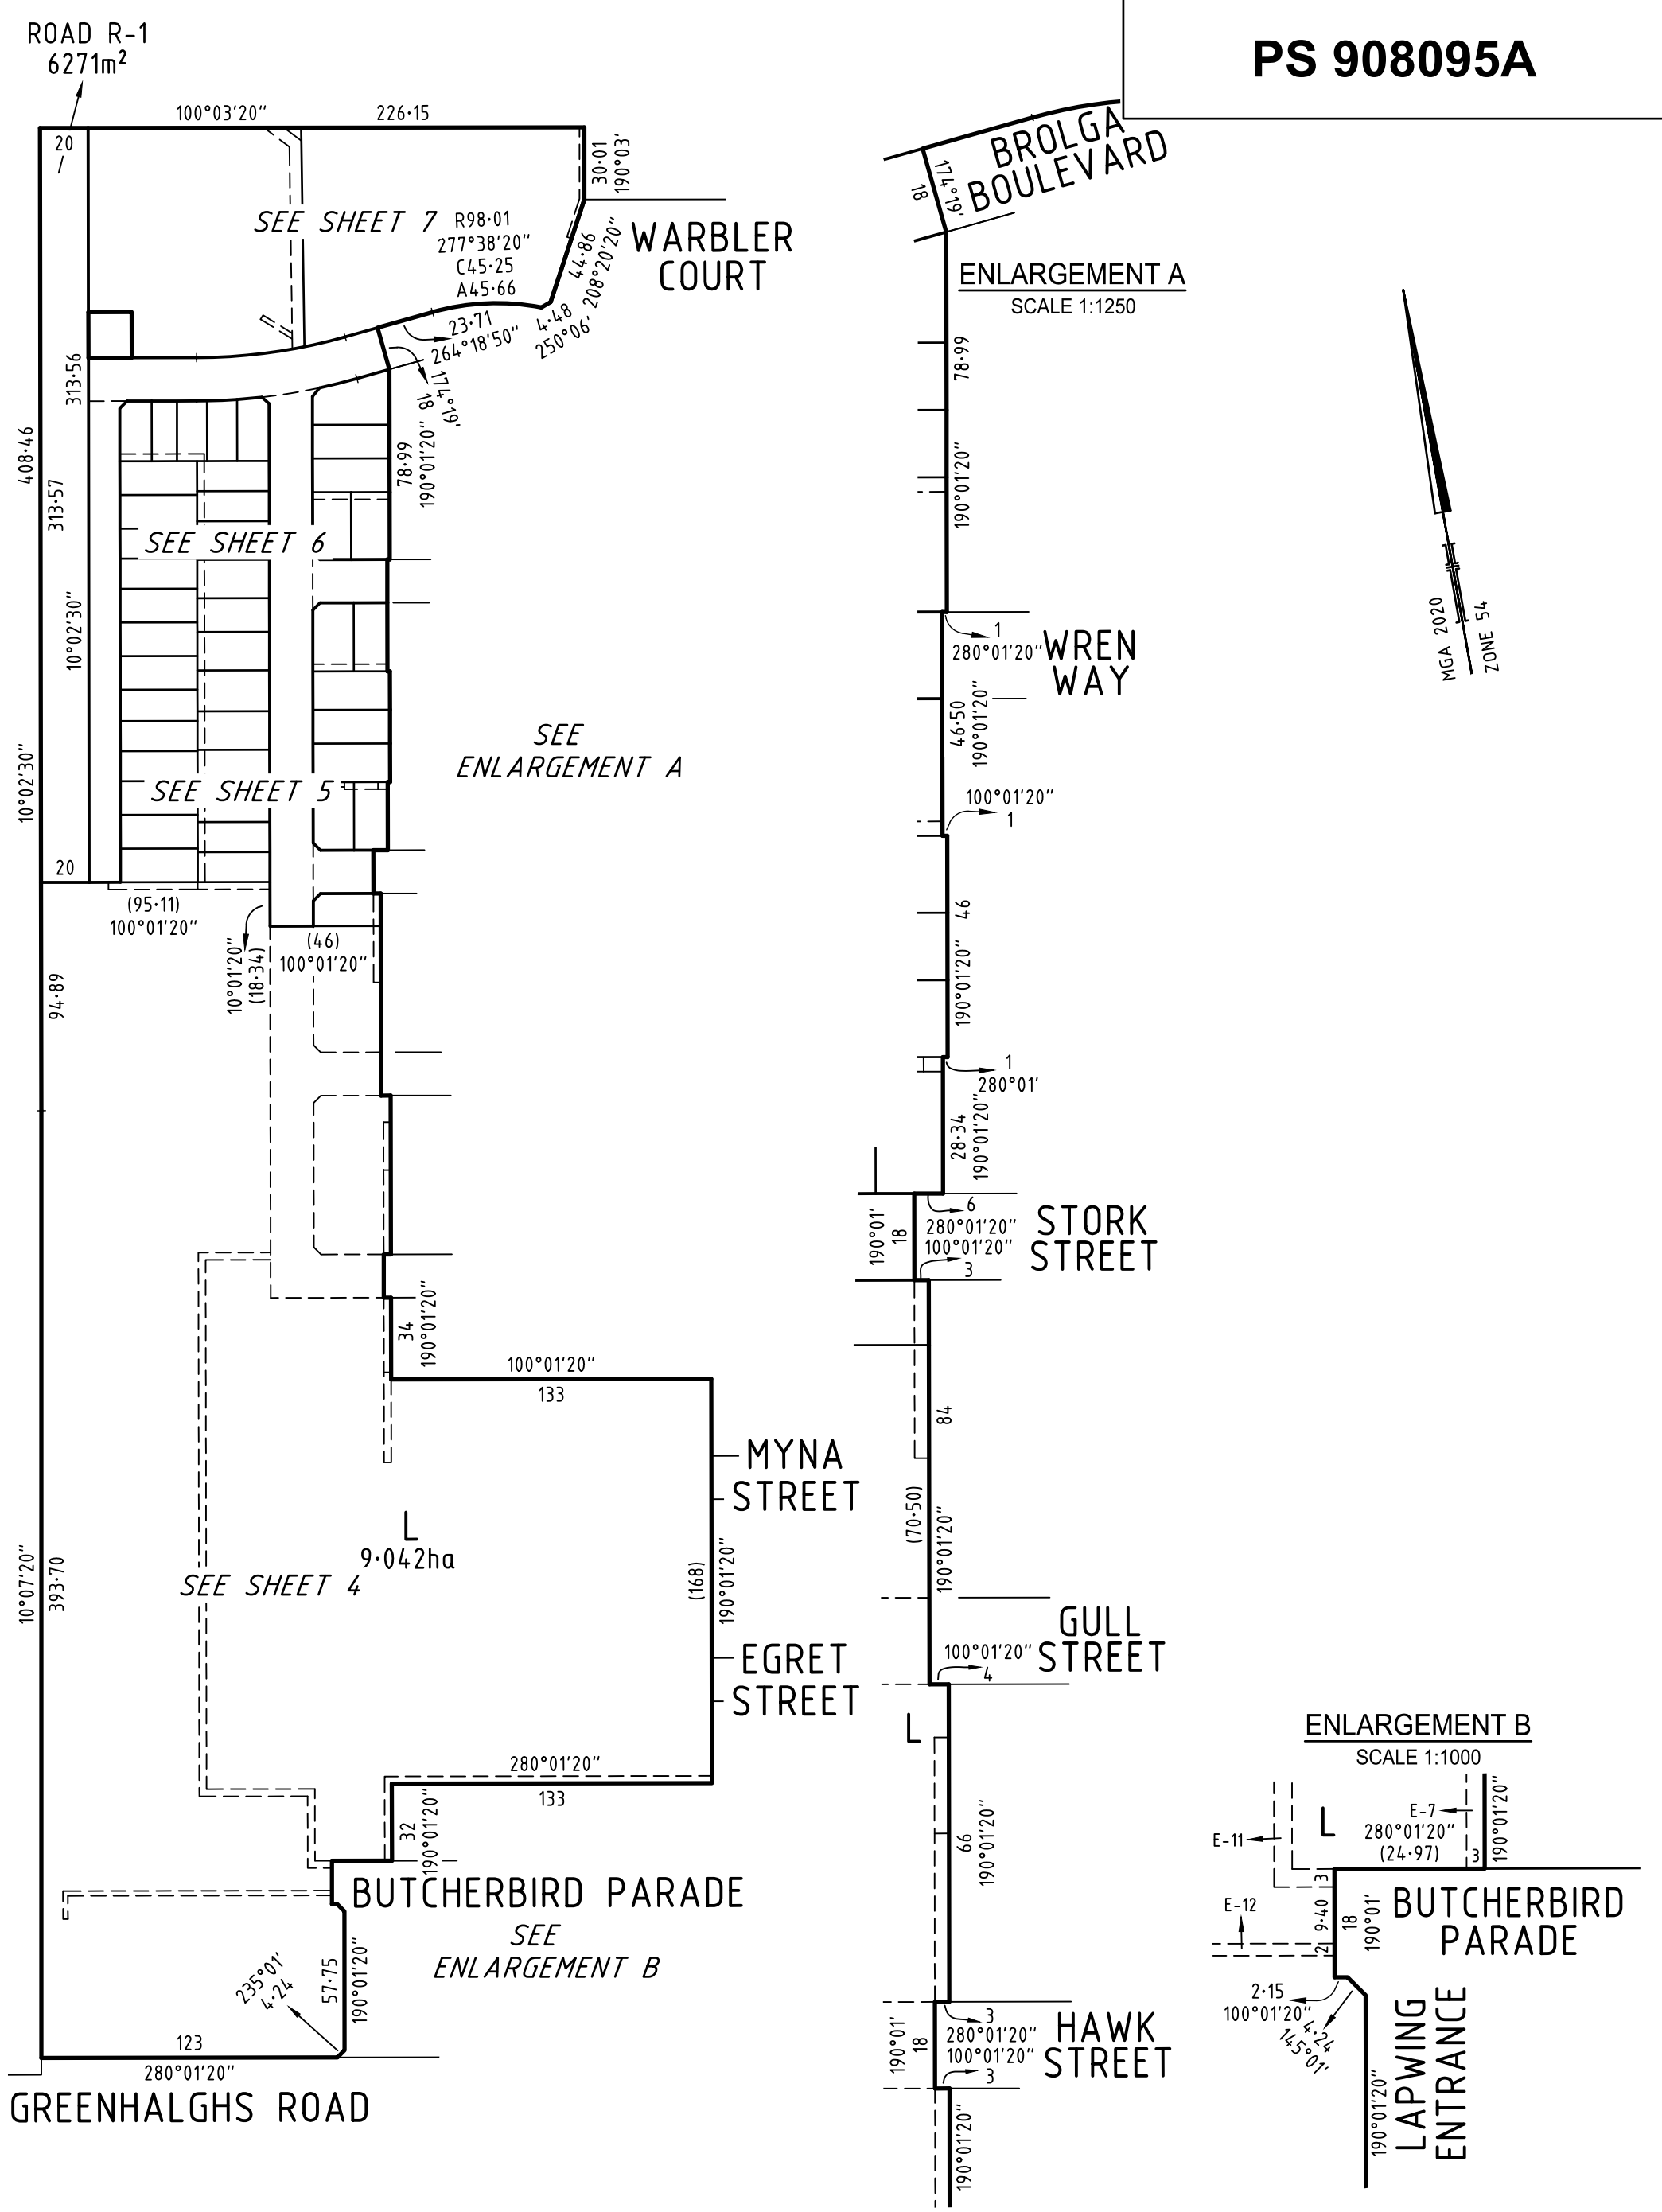 PS 908095A
ROAD R-1
6271m²
100°03'20"
226·15
20
30·01
190°03'
SEE SHEET 7
R98·01
277°38'20"
C45·25
A45·66
44·86
208°20'20"
WARBLER
COURT
4·48
250°06'
23·71
264°18'50"
18
174°19'
313·56
408·46
313·57
78·99
190°01'20"
SEE SHEET 6
10°02'30"
10°02'30"
SEE SHEET 5
SEE
ENLARGEMENT A
20
(95·11)
100°01'20"
10°01'20"
(18·34)
(46)
100°01'20"
94·89
34
190°01'20"
100°01'20"
133
MYNA
STREET
L
9·042ha
SEE SHEET 4
10°07'20"
393·70
(168)
190°01'20"
EGRET
STREET
280°01'20"
133
32
190°01'20"
BUTCHERBIRD PARADE
SEE
ENLARGEMENT B
235°01'
4·24
57·75
190°01'20"
123
280°01'20"
GREENHALGHS ROAD
BROLGA
BOULEVARD
18
174°19'
ENLARGEMENT A
SCALE 1:1250
78·99
190°01'20"
1
280°01'20"
WREN
WAY
46·50
190°01'20"
100°01'20"
1
46
190°01'20"
1
280°01'
28·34
190°01'20"
6
280°01'20"
100°01'20"
3
190°01'
18
STORK
STREET
84
(70·50)
190°01'20"
GULL
STREET
100°01'20"
4
L
66
190°01'20"
3
280°01'20"
100°01'20"
3
190°01'
18
HAWK
STREET
190°01'20"
MGA 2020
ZONE 54
ENLARGEMENT B
SCALE 1:1000
L
E-7
280°01'20"
(24·97)
3
190°01'20"
E-11
3
E-12
9·40
18
190°01'
2
BUTCHERBIRD
PARADE
2·15
100°01'20"
4·24
145°01'
190°01'20"
LAPWING
ENTRANCE